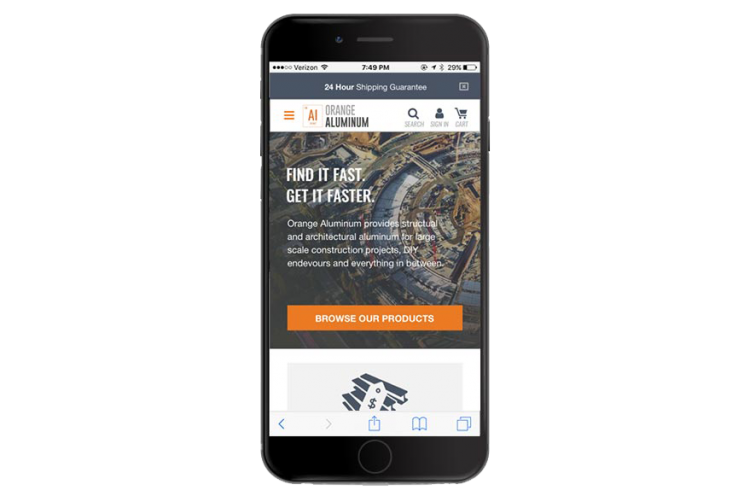 Verizon 7:49 PM 29%
24 Hour Shipping Guarantee
Al
ORANGE
ALUMINUM
SEARCH SIGN IN CART
FIND IT FAST.
GET IT FASTER.
Orange Aluminum provides structual
and architectural aluminum for large
scale construction projects, DIY
endevours and everything in between.
BROWSE OUR PRODUCTS
$